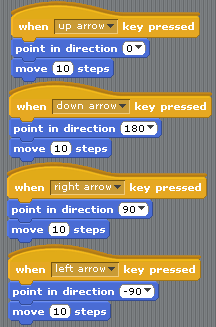 when up arrow key pressed
point in direction 0
move 10 steps
when down arrow key pressed
point in direction 180
move 10 steps
when right arrow key pressed
point in direction 90
move 10 steps
when left arrow key pressed
point in direction -90
move 10 steps